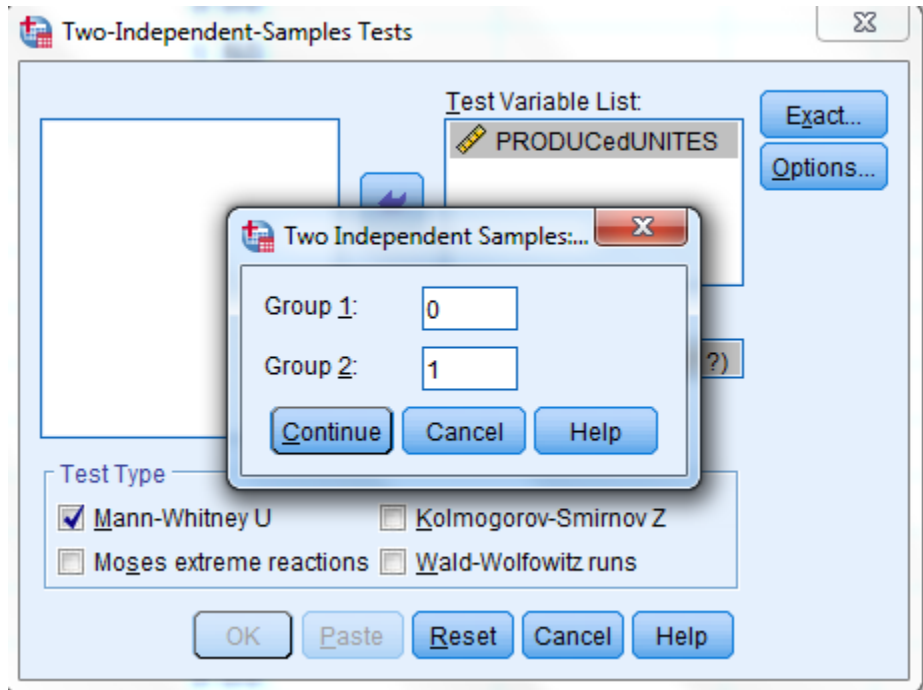 Two-Independent-Samples Tests
Test Variable List:
PRODUCedUNITES
Exact...
Options...
Two Independent Samples:...
Group 1:
0
Group 2:
1
?)
Continue
Cancel
Help
Test Type
Mann-Whitney U
Kolmogorov-Smirnov Z
Moses extreme reactions
Wald-Wolfowitz runs
OK
Paste
Reset
Cancel
Help